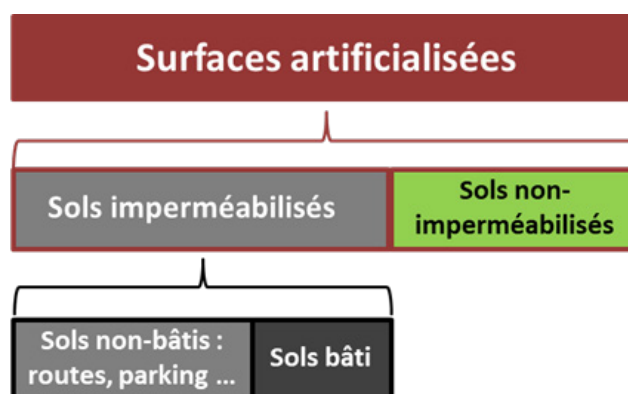 Surfaces artificialisées
Sols imperméabilisés
Sols non-
imperméabilisés
Sols non-bâtis :
routes, parking ...
Sols bâti